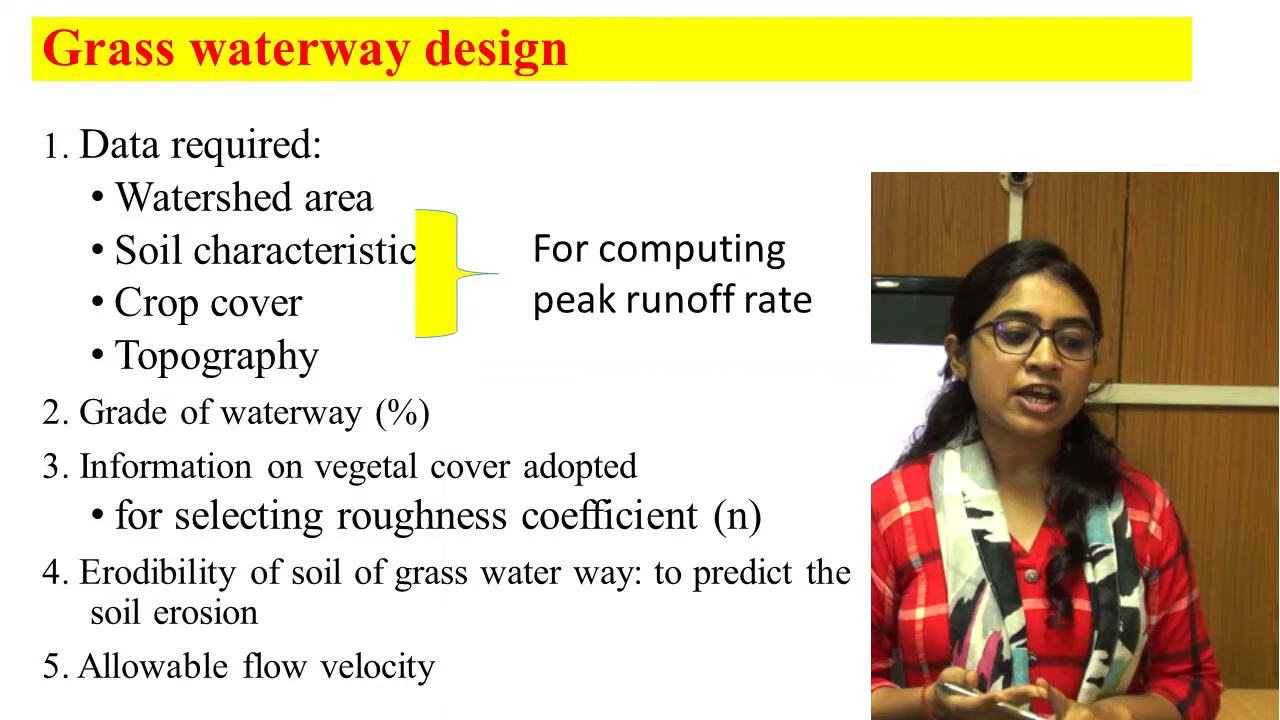 Grass waterway design
1. Data required:
• Watershed area
• Soil characteristic
• Crop cover
• Topography
For computing
peak runoff rate
2. Grade of waterway (%)
3. Information on vegetal cover adopted
• for selecting roughness coefficient (n)
4. Erodibility of soil of grass water way: to predict the
soil erosion
5. Allowable flow velocity